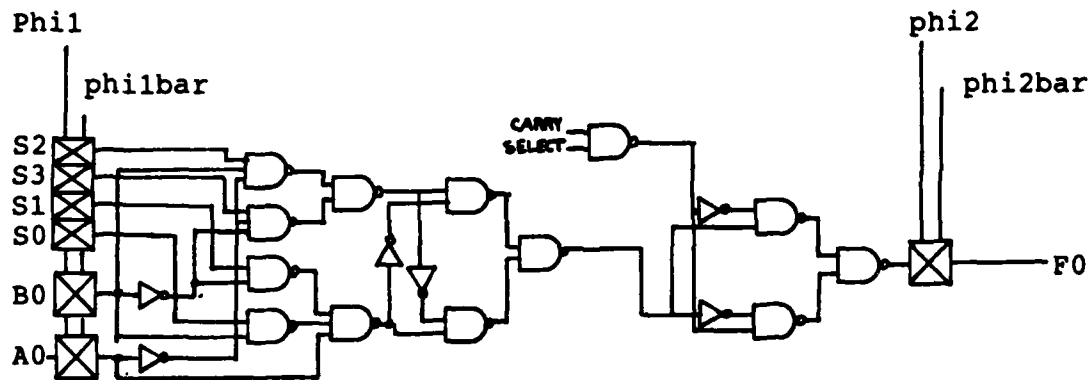 Phi1
phi2
phi1bar
phi2bar
CARRY
SELECT
S2
S3
S1
S0
B0
F0
A0